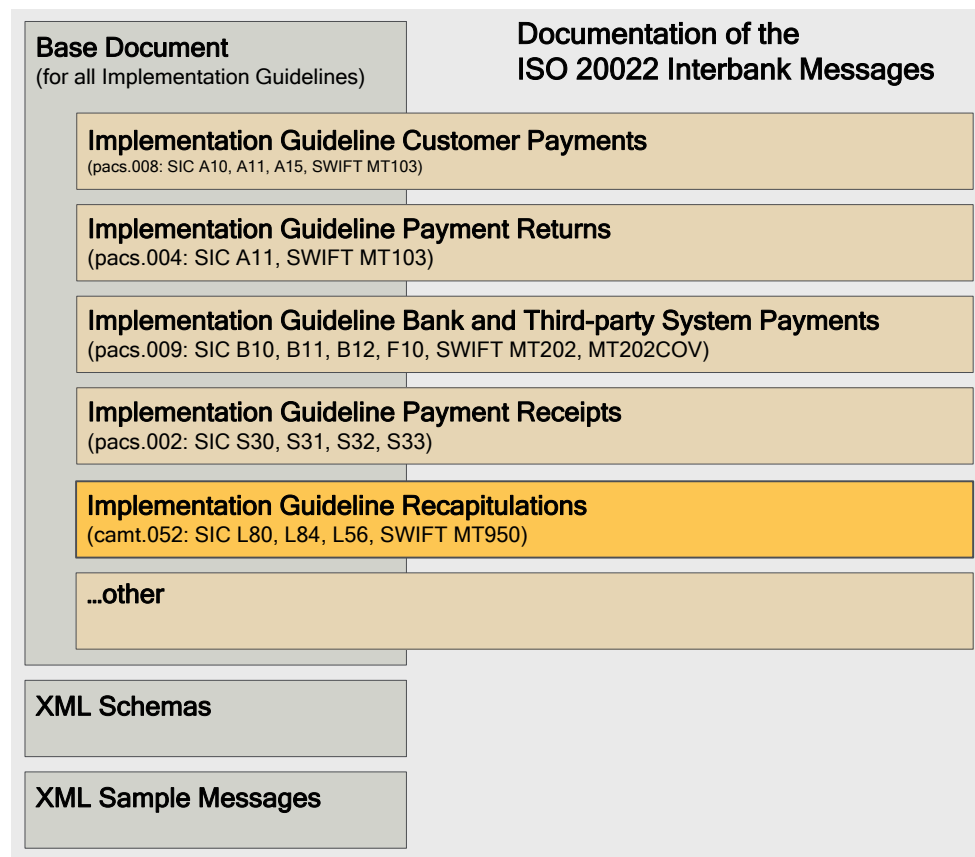 Base Document
(for all Implementation Guidelines)
Documentation of the
ISO 20022 Interbank Messages
Implementation Guideline Customer Payments
(pacs.008: SIC A10, A11, A15, SWIFT MT103)
Implementation Guideline Payment Returns
(pacs.004: SIC A11, SWIFT MT103)
Implementation Guideline Bank and Third-party System Payments
(pacs.009: SIC B10, B11, B12, F10, SWIFT MT202, MT202COV)
Implementation Guideline Payment Receipts
(pacs.002: SIC S30, S31, S32, S33)
Implementation Guideline Recapitulations
(camt.052: SIC L80, L84, L56, SWIFT MT950)
...other
XML Schemas
XML Sample Messages